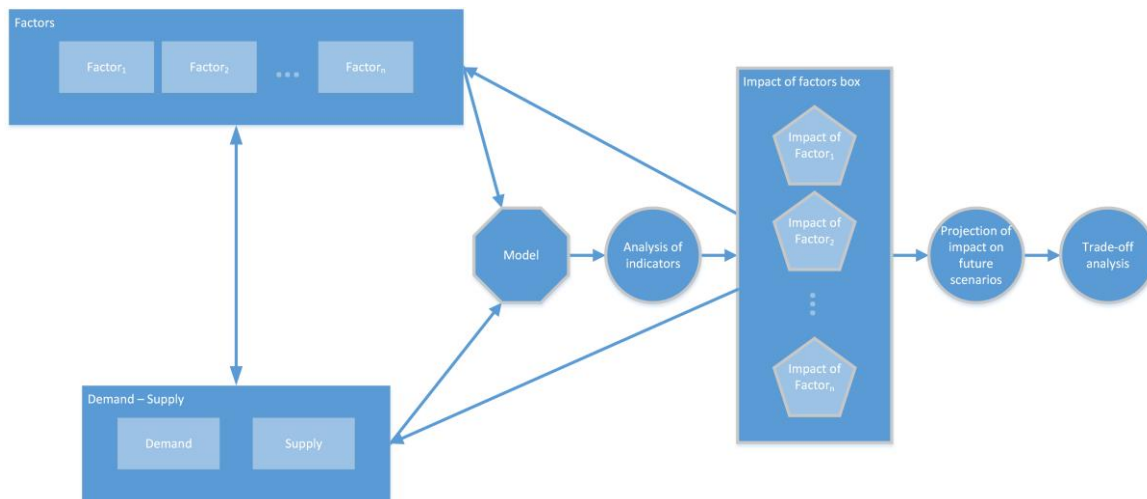 Factors
Factor₁
Factor₂
...
Factorₙ
Demand – Supply
Demand
Supply
Model
Analysis of
indicators
Impact of factors box
Impact of
Factor₁
Impact of
Factor₂
Impact of
Factorₙ
Projection of
impact on
future
scenarios
Trade-off
analysis